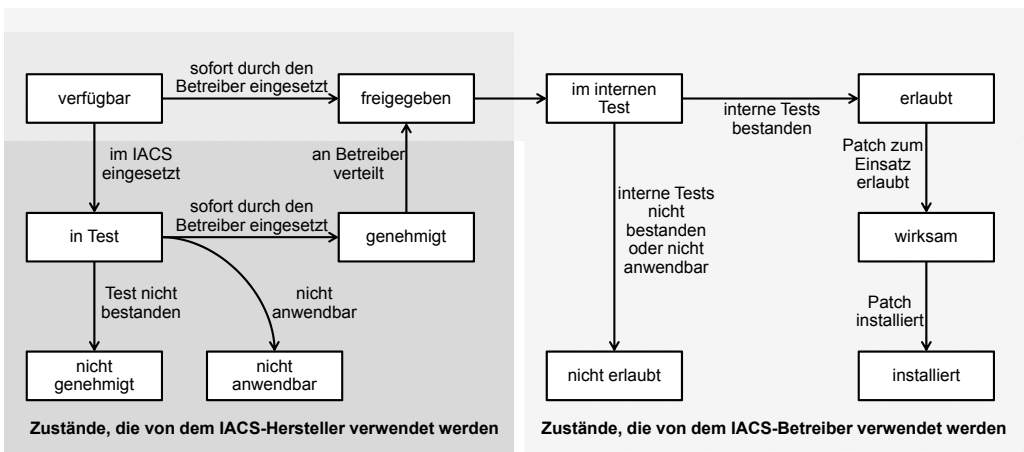 sofort durch den
Betreiber eingesetzt
verfügbar
freigegeben
im internen
Test
interne Tests
bestanden
erlaubt
im IACS
eingesetzt
an Betreiber
verteilt
Patch zum
Einsatz
erlaubt
interne Tests
nicht
bestanden
oder nicht
anwendbar
sofort durch den
Betreiber eingesetzt
in Test
genehmigt
wirksam
Test nicht
bestanden
nicht
anwendbar
Patch
installiert
nicht
genehmigt
nicht
anwendbar
nicht erlaubt
installiert
Zustände, die von dem IACS-Hersteller verwendet werden
Zustände, die von dem IACS-Betreiber verwendet werden